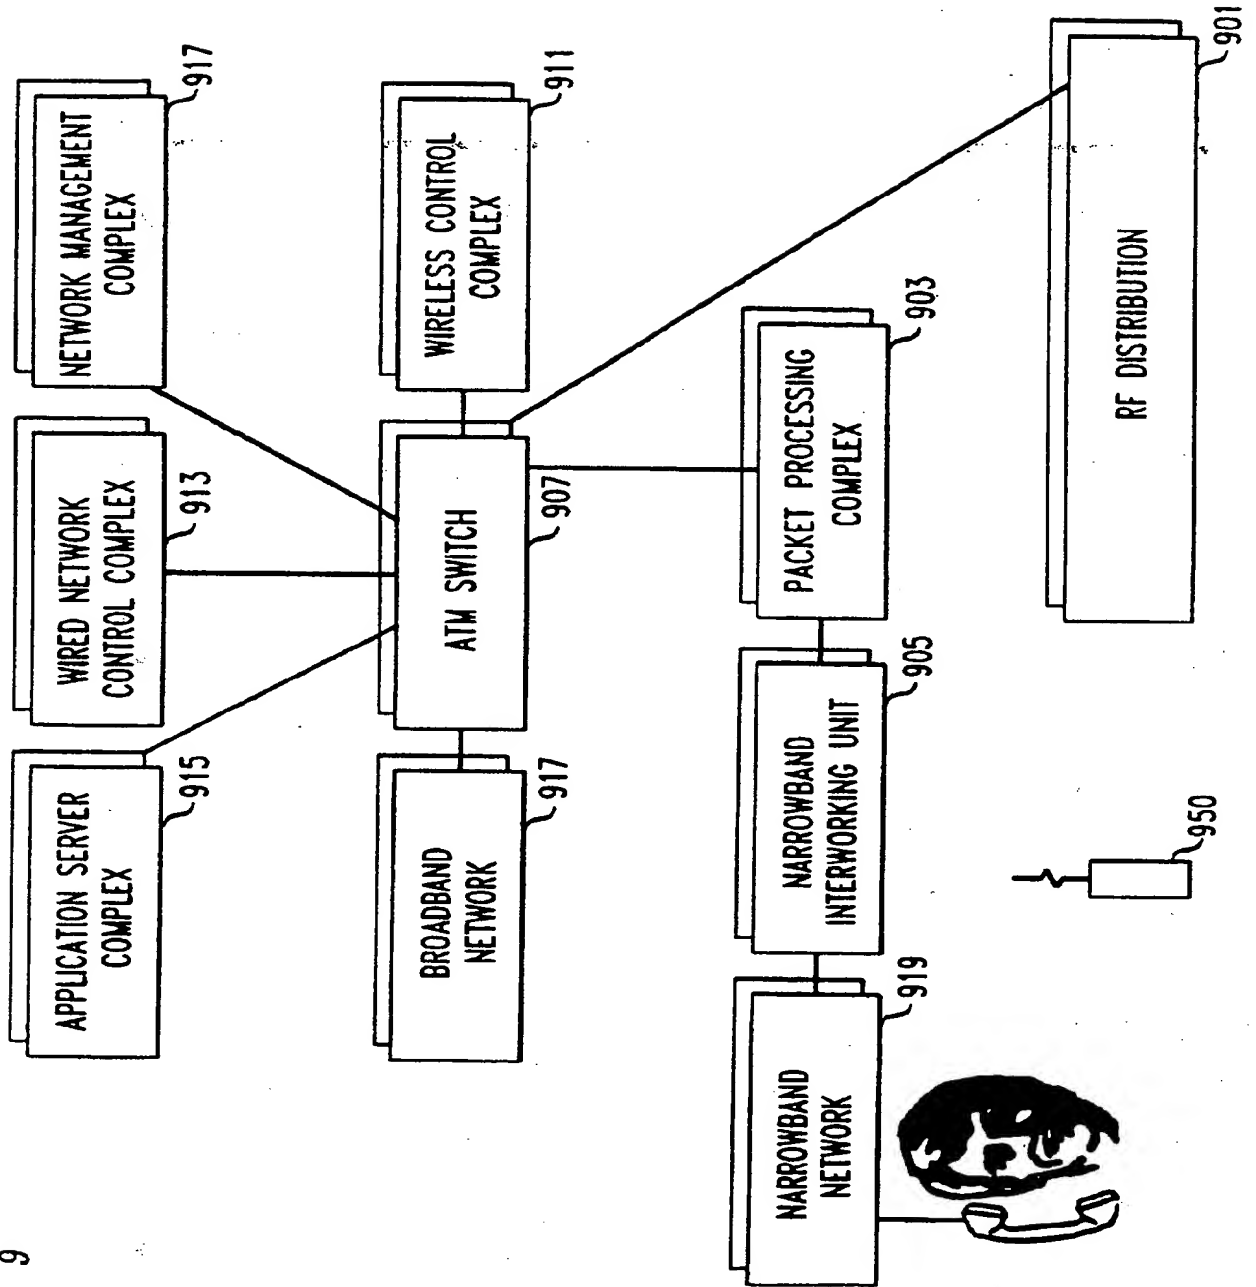 9
APPLICATION SERVER
COMPLEX
915
WIRED NETWORK
CONTROL COMPLEX
913
NETWORK MANAGEMENT
COMPLEX
917
BROADBAND
NETWORK
917
ATM SWITCH
907
WIRELESS CONTROL
COMPLEX
911
NARROWBAND
NETWORK
919
NARROWBAND
INTERWORKING UNIT
905
PACKET PROCESSING
COMPLEX
903
950
RF DISTRIBUTION
901